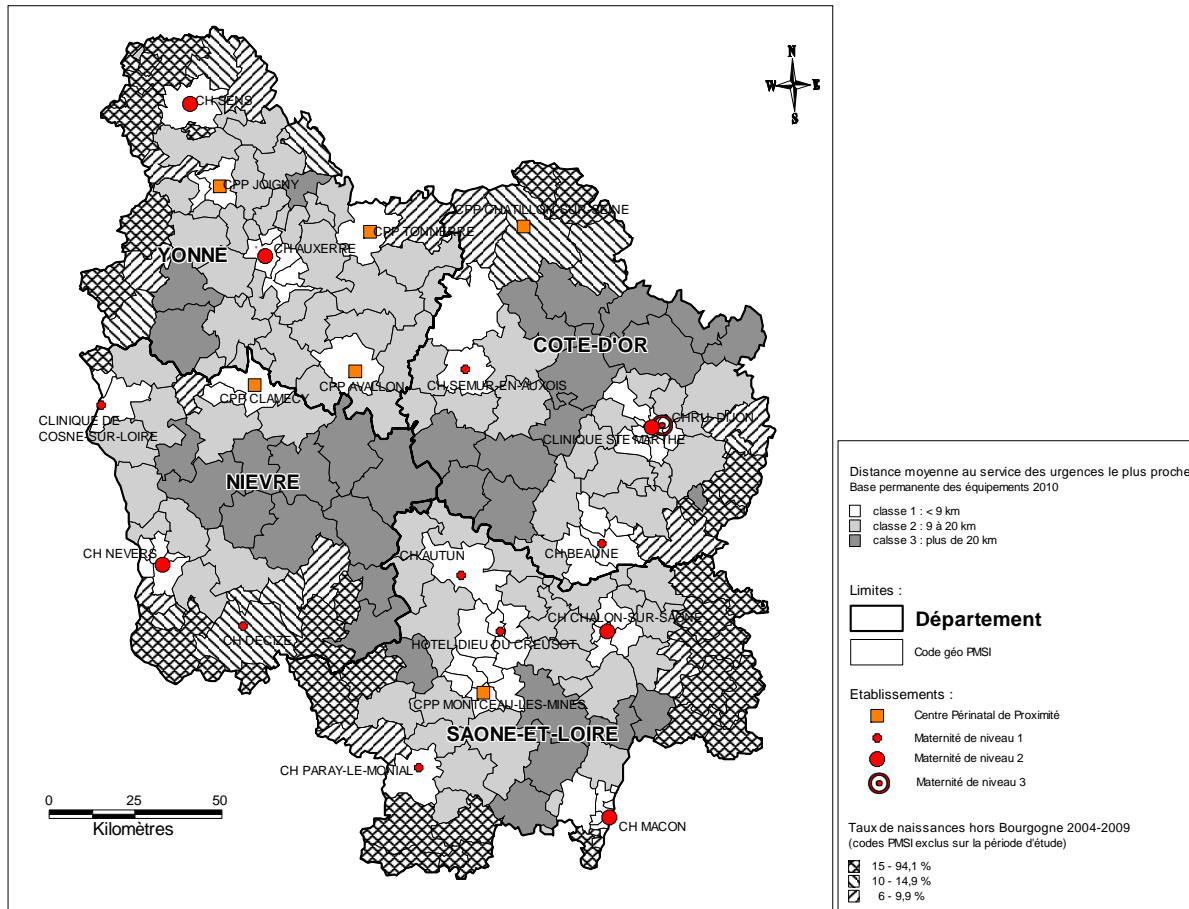 N
W E
S
CH SENS
CPP JOIGNY
CPP CHATILLON-SUR-SEINE
CPP TONNERRE
CH AUXERRE
YONNE
COTE-D'OR
CPP AVALLON
CH SEMUR-EN-AUXOIS
CPP CLAMEC
CLINIQUE DE
COSNE-SUR-LOIRE
CHRU-DIJON
CLINIQUE STE MARTHE
NIEVRE
CH NEVERS
CH AUTUN
CH BEAUNE
CH CHALON-SUR-SAONE
CH DECIZE
HOTEL-DIEU DU CREUSOT
CPP MONTCEAU-LES-MINES
SAONE-ET-LOIRE
CH PARAY-LE-MONIAL
CH MACON
0 25 50
Kilomètres
Distance moyenne au service des urgences le plus proche
Base permanente des équipements 2010
classe 1 : < 9 km
classe 2 : 9 à 20 km
calsse 3 : plus de 20 km
Limites :
Département
Code géo PMSI
Etablissements :
Centre Périnatal de Proximité
Maternité de niveau 1
Maternité de niveau 2
Maternité de niveau 3
Taux de naissances hors Bourgogne 2004-2009
(codes PMSI exclus sur la période d'étude)
15 - 94,1 %
10 - 14,9 %
6 - 9,9 %